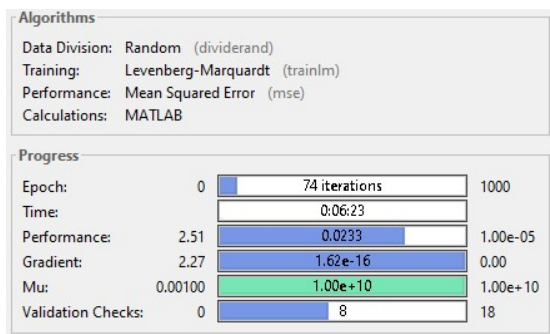 Algorithms
Data Division: Random (dividerand)
Training: Levenberg-Marquardt (trainlm)
Performance: Mean Squared Error (mse)
Calculations: MATLAB
Progress
Epoch: 0 74 iterations 1000
Time: 0:06:23
Performance: 2.51 0.0233 1.00e-05
Gradient: 2.27 1.62e-16 0.00
Mu: 0.00100 1.00e+10 1.00e+10
Validation Checks: 0 8 18